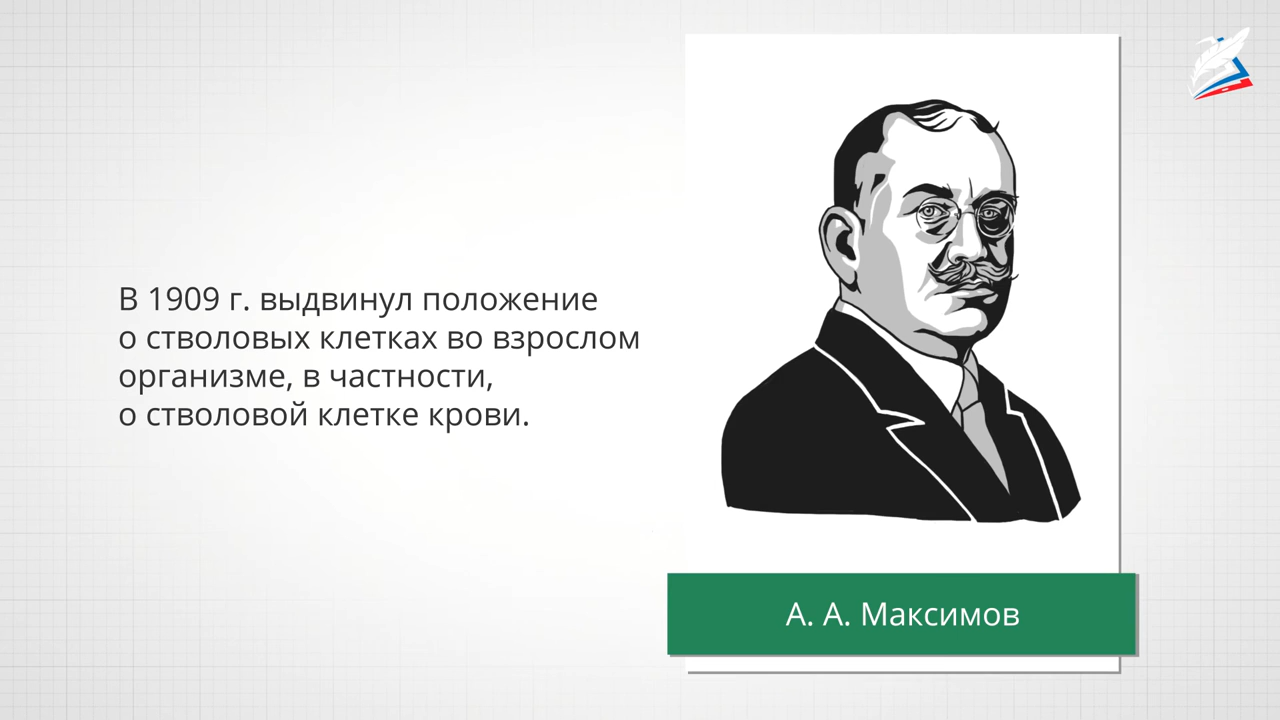 В 1909 г. выдвинул положение
о стволовых клетках во взрослом
организме, в частности,
о стволовой клетке крови.
А. А. Максимов